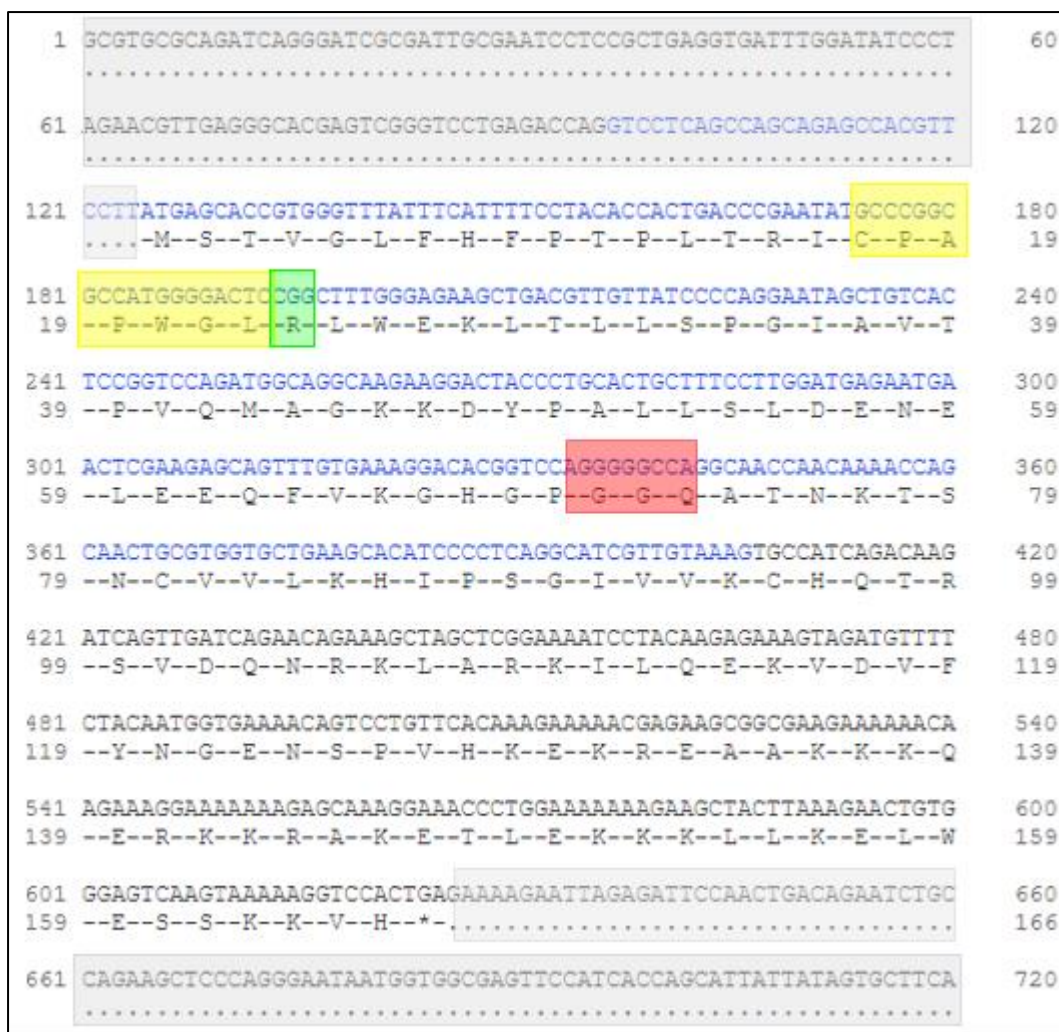 1 GCGTGCGCAGATCAGGGATCGCGATTGCGAATCCTCCGCTGAGGTGATTTGGATATCCCT 60
............................................................
61 AGAACGTTGAGGGCACGAGTCGGGTCCTGAGACCAGGTCCTCAGCCAGCAGAGCCACGTT 120
............................................................
121 CCTTATGAGCACCGTGGGTTTATTTCATTTTCCTACACCACTGACCCGAATATGCCCGGC 180
....-M--S--T--V--G--L--F--H--F--P--T--P--L--T--R--I--C--P--A 19
181 GCCATGGGGACTCCGGCTTTGGGAGAAGCTGACGTTGTTATCCCCAGGAATAGCTGTCAC 240
19 --P--W--G--L--R--L--W--E--K--L--T--L--L--S--P--G--I--A--V--T 39
241 TCCGGTCCAGATGGCAGGCAAGAAGGACTACCCTGCACTGCTTTCCTTGGATGAGAATGA 300
39 --P--V--Q--M--A--G--K--K--D--Y--P--A--L--L--S--L--D--E--N--E 59
301 ACTCGAAGAGCAGTTTGTGAAAGGACACGGTCCAGGGGGCCAGGCAACCAACAAAACCAG 360
59 --L--E--E--Q--F--V--K--G--H--G--P--G--G--Q--A--T--N--K--T--S 79
361 CAACTGCGTGGTGCTGAAGCACATCCCCTCAGGCATCGTTGTAAAGTGCCATCAGACAAG 420
79 --N--C--V--V--L--K--H--I--P--S--G--I--V--V--K--C--H--Q--T--R 99
421 ATCAGTTGATCAGAACAGAAAGCTAGCTCGGAAAATCCTACAAGAGAAAGTAGATGTTTT 480
99 --S--V--D--Q--N--R--K--L--A--R--K--I--L--Q--E--K--V--D--V--F 119
481 CTACAATGGTGAAAACAGTCCTGTTCACAAAGAAAAACGAGAAGCGGCGAAGAAAAAACA 540
119 --Y--N--G--E--N--S--P--V--H--K--E--K--R--E--A--A--K--K--K--Q 139
541 AGAAAGGAAAAAAAGAGCAAAGGAAACCCTGGAAAAAAAGAAGCTACTTAAAGAACTGTG 600
139 --E--R--K--K--R--A--K--E--T--L--E--K--K--K--L--L--K--E--L--W 159
601 GGAGTCAAGTAAAAAGGTCCACTGAGAAAAGAATTAGAGATTCCAACTGACAGAATCTGC 660
159 --E--S--S--K--K--V--H--*-................................... 166
661 CAGAAGCTCCCAGGGAATAATGGTGGCGAGTTCCATCACCAGCATTATTATAGTGCTTCA 720
............................................................